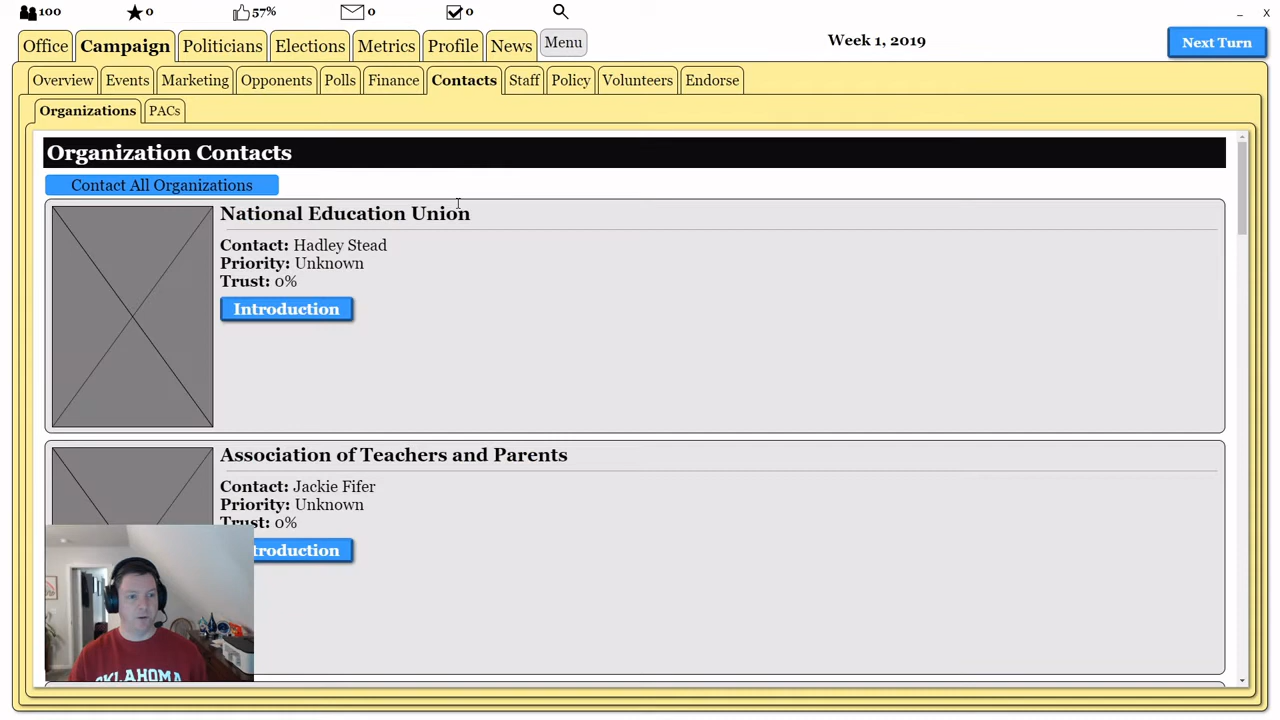 100 0 57% 0 0
Office Campaign Politicians Elections Metrics Profile News Menu Week 1, 2019 Next Turn
Overview Events Marketing Opponents Polls Finance Contacts Staff Policy Volunteers Endorse
Organizations PACs
Organization Contacts
Contact All Organizations
National Education Union
Contact: Hadley Stead
Priority: Unknown
Trust: 0%
Introduction
Association of Teachers and Parents
Contact: Jackie Fifer
Priority: Unknown
Trust: 0%
troduction
OKLAHOMA